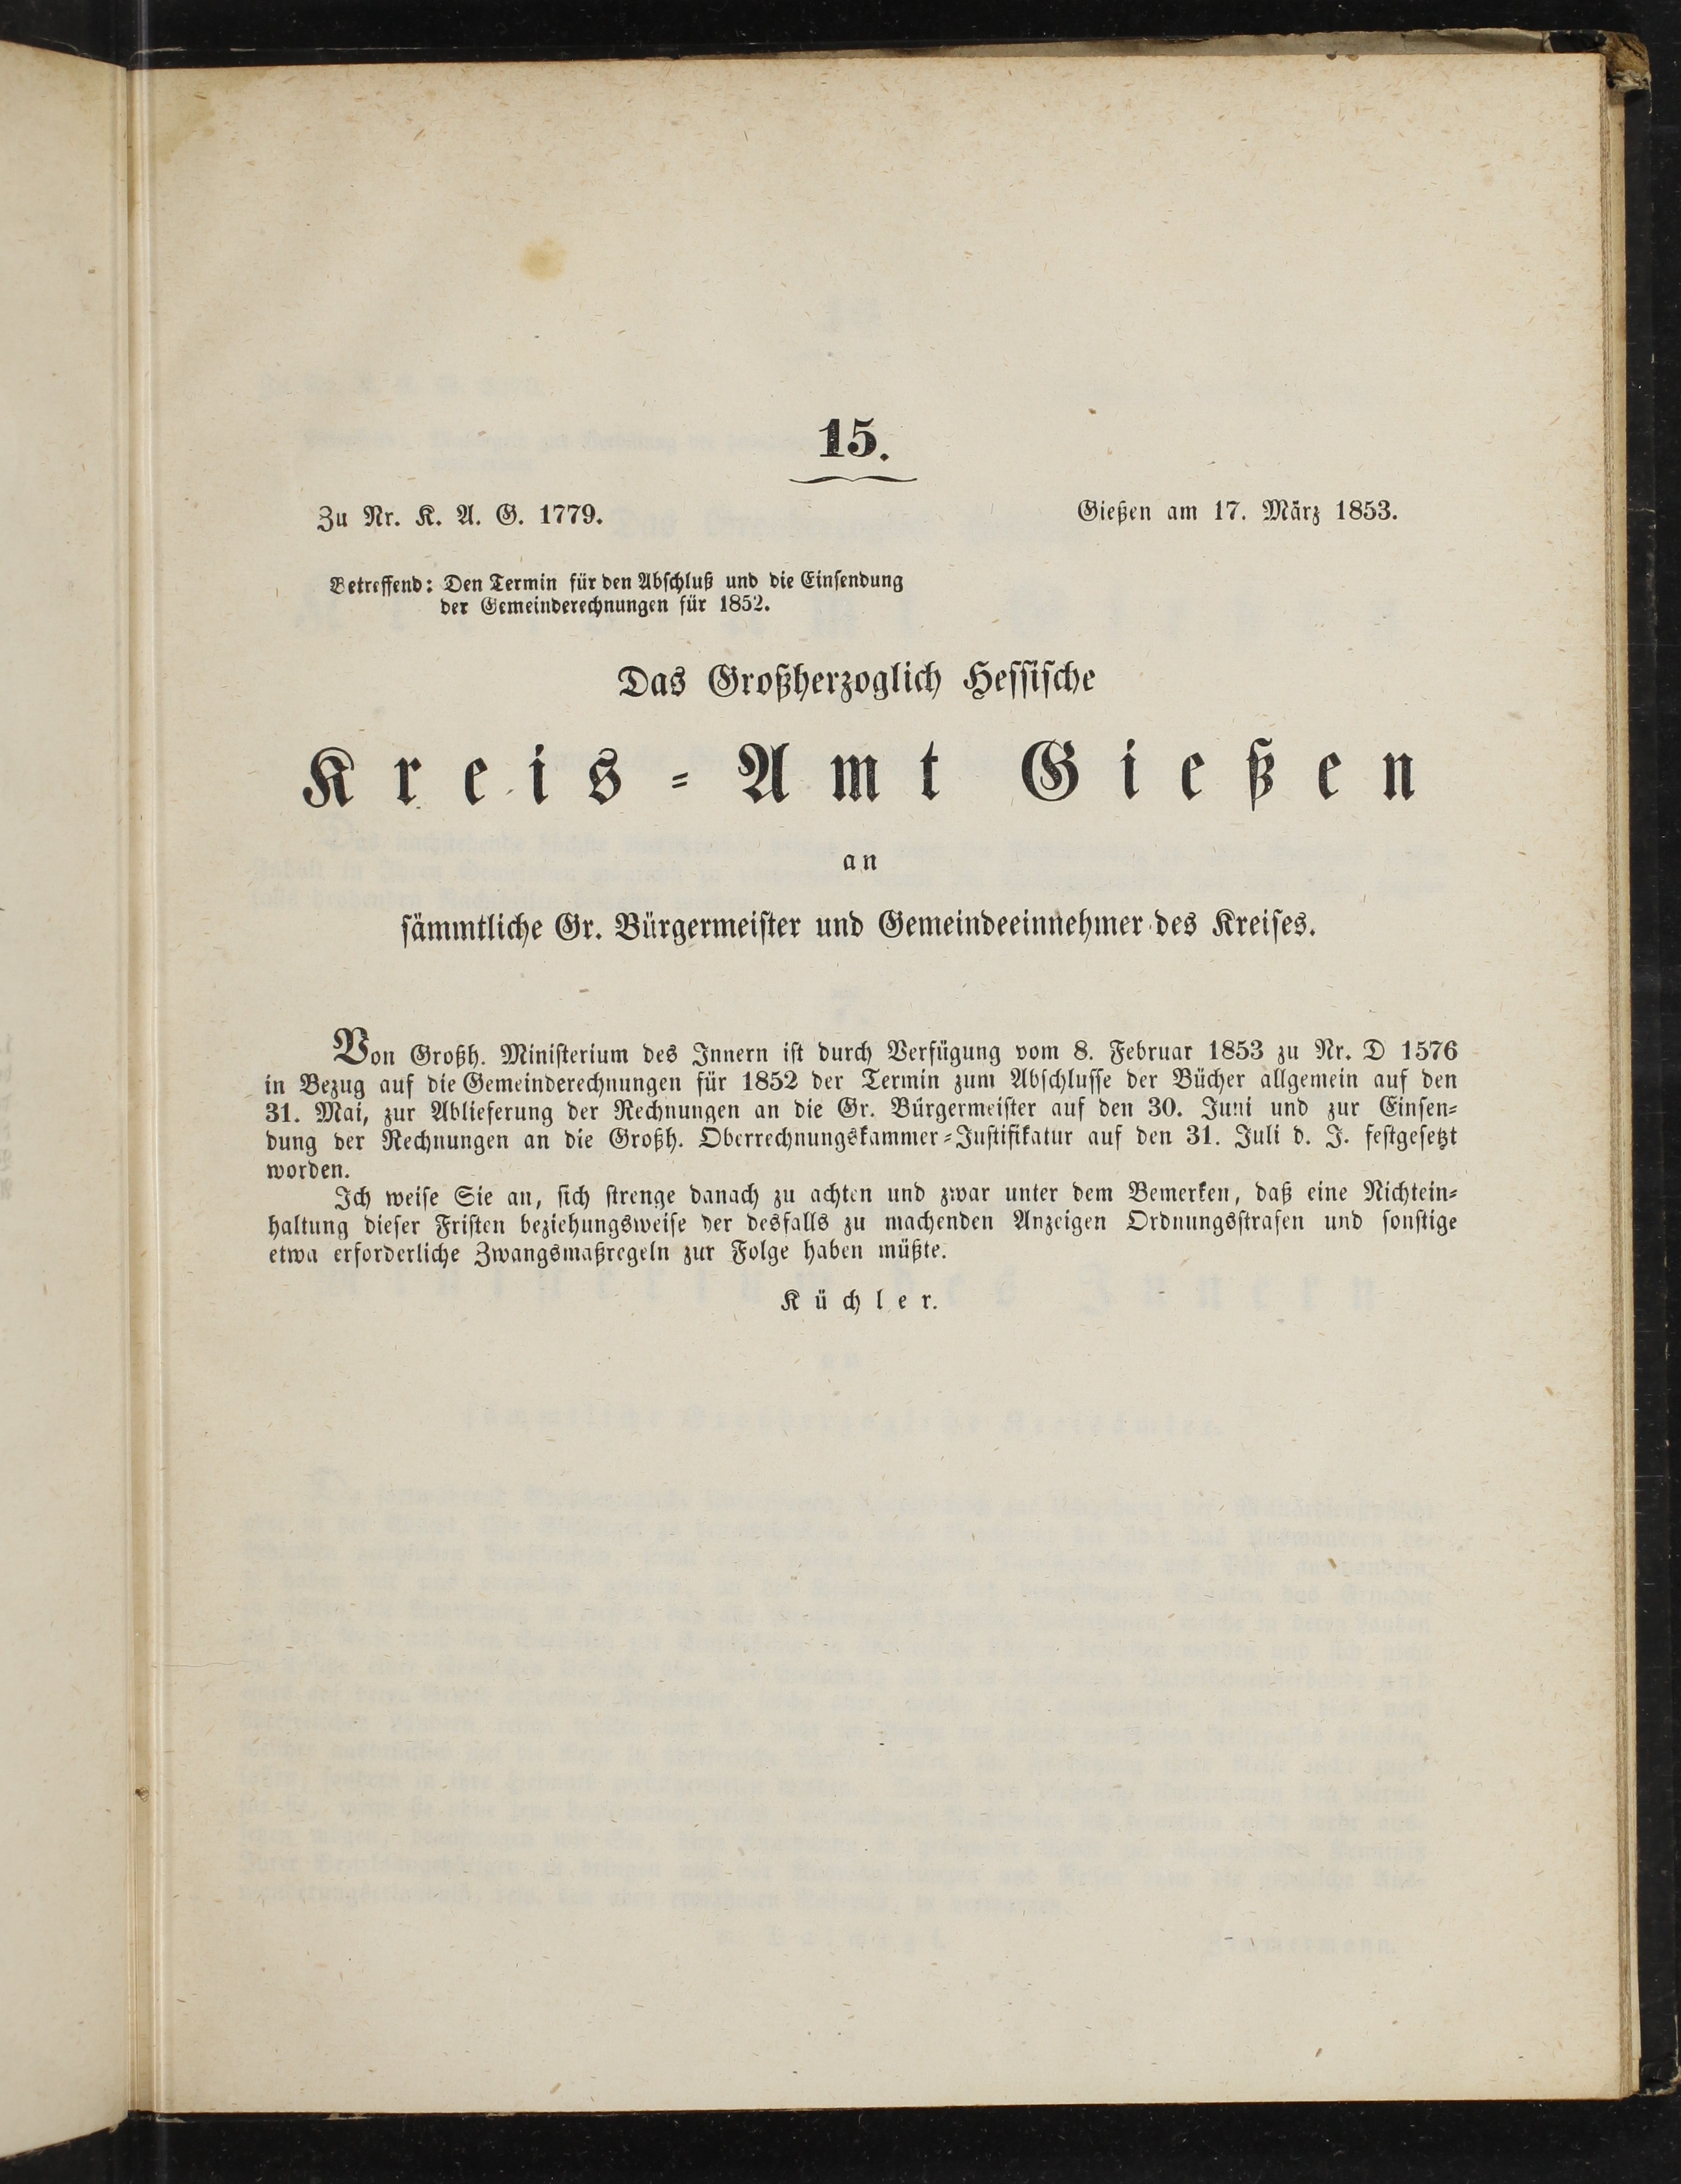 15.
Zu Nr. K. A. G. 1779.
Gießen am 17. März 1853.
Betreffend: Den Termin für den Abschluß und die Einsendung
der Gemeinderechnungen für 1852.
Das Großherzoglich Hessische
Kreis-Amt Gießen
an
sämmtliche Gr. Bürgermeister und Gemeindeeinnehmer des Kreises.
Von Großh. Ministerium des Innern ist durch Verfügung vom 8. Februar 1853 zu Nr. D 1576
in Bezug auf die Gemeinderechnungen für 1852 der Termin zum Abschlusse der Bücher allgemein auf den
31. Mai, zur Ablieferung der Rechnungen an die Gr. Bürgermeister auf den 30. Juni und zur Einsen-
dung der Rechnungen an die Großh. Oberrechnungskammer-Justifikatur auf den 31. Juli d. J. festgesetzt
worden.
Ich weise Sie an, sich strenge danach zu achten und zwar unter dem Bemerken, daß eine Nichtein-
haltung dieser Fristen beziehungsweise der desfalls zu machenden Anzeigen Ordnungsstrafen und sonstige
etwa erforderliche Zwangsmaßregeln zur Folge haben müßte.
Küchler.